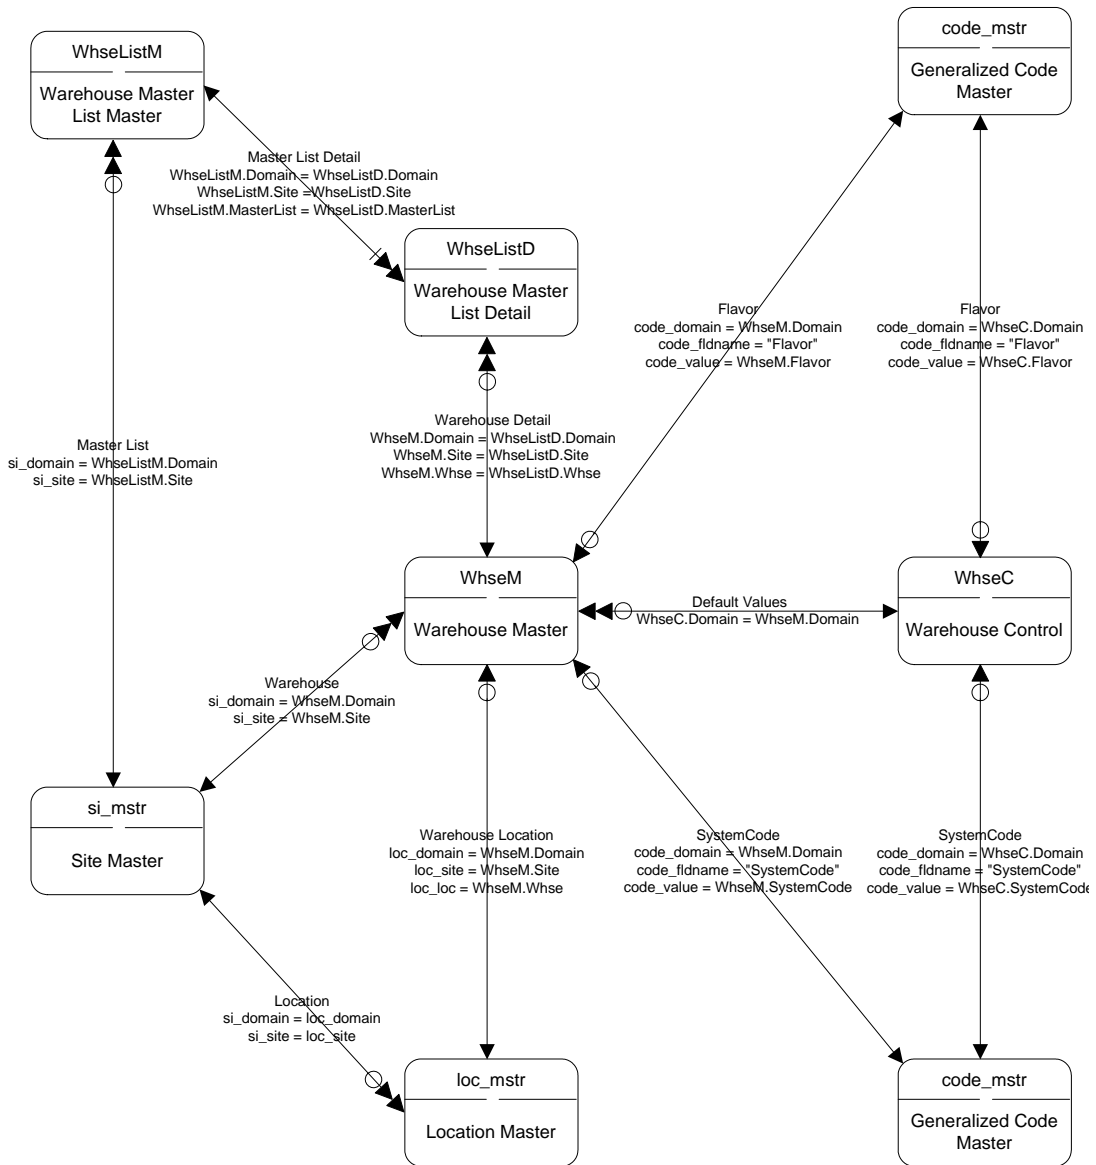 code_mstr
Generalized Code
Master
WhseListM
Warehouse Master
List Master
Master List Detail
WhseListM.Domain = WhseListD.Domain
WhseListM.Site =WhseListD.Site
WhseListM.MasterList = WhseListD.MasterList
WhseListD
Warehouse Master
List Detail
Flavor
code_domain = WhseM.Domain
code_fldname = "Flavor"
code_value = WhseM.Flavor
Flavor
code_domain = WhseC.Domain
code_fldname = "Flavor"
code_value = WhseC.Flavor
Master List
si_domain = WhseListM.Domain
si_site = WhseListM.Site
Warehouse Detail
WhseM.Domain = WhseListD.Domain
WhseM.Site = WhseListD.Site
WhseM.Whse = WhseListD.Whse
WhseM
Warehouse Master
Default Values
WhseC.Domain = WhseM.Domain
WhseC
Warehouse Control
Warehouse
si_domain = WhseM.Domain
si_site = WhseM.Site
si_mstr
Site Master
Warehouse Location
loc_domain = WhseM.Domain
loc_site = WhseM.Site
loc_loc = WhseM.Whse
SystemCode
code_domain = WhseM.Domain
code_fldname = "SystemCode"
code_value = WhseM.SystemCode
SystemCode
code_domain = WhseC.Domain
code_fldname = "SystemCode"
code_value = WhseC.SystemCode
Location
si_domain = loc_domain
si_site = loc_site
loc_mstr
Location Master
code_mstr
Generalized Code
Master